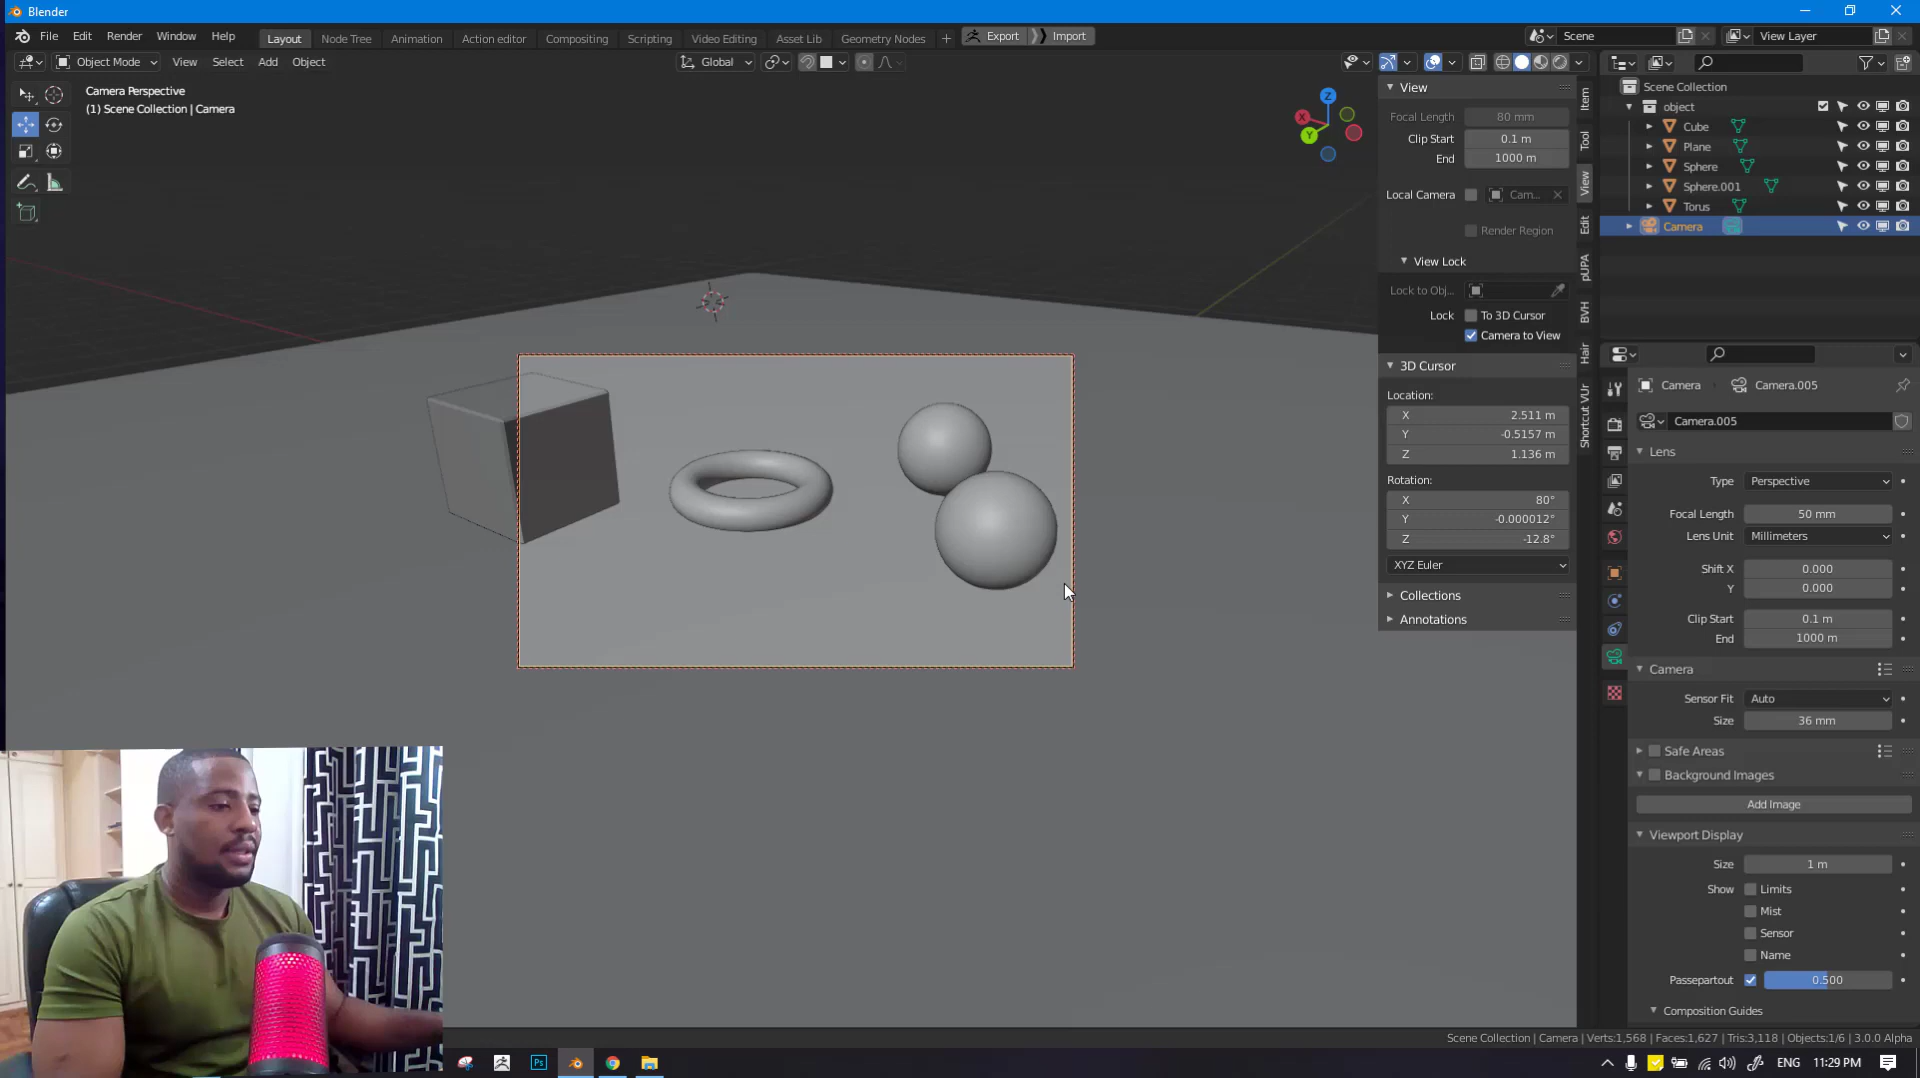 Blender
File Edit Render Window Help Layout Node Tree Animation Action editor Compositing Scripting Video Editing Asset Lib Geometry Nodes + Export Import Scene View Layer
Object Mode View Select Add Object Global
Camera Perspective
(1) Scene Collection | Camera
Z
X
Y
View
Focal Length 80 mm
Clip Start 0.1 m
End 1000 m
Local Camera Cam...
Render Region
View Lock
Lock to Obj...
Lock To 3D Cursor
Camera to View
3D Cursor
Location:
X 2.511 m
Y -0.5157 m
Z 1.136 m
Rotation:
X 80°
Y -0.000012°
Z -12.8°
XYZ Euler
Collections
Annotations
Item
Tool
View
Edit
pUPA
BVH
Hair
Shortcut VUr
Scene Collection
object
Cube
Plane
Sphere
Sphere.001
Torus
Camera
Camera Camera.005
Camera.005
Lens
Type Perspective
Focal Length 50 mm
Lens Unit Millimeters
Shift X 0.000
Y 0.000
Clip Start 0.1 m
End 1000 m
Camera
Sensor Fit Auto
Size 36 mm
Safe Areas
Background Images
Add Image
Viewport Display
Size 1 m
Show Limits
Mist
Sensor
Name
Passepartout 0.500
Composition Guides
Scene Collection | Camera | Verts:1,568 | Faces:1,627 | Tris:3,118 | Objects:1/6 | 3.0.0 Alpha
Ps
ENG 11:29 PM